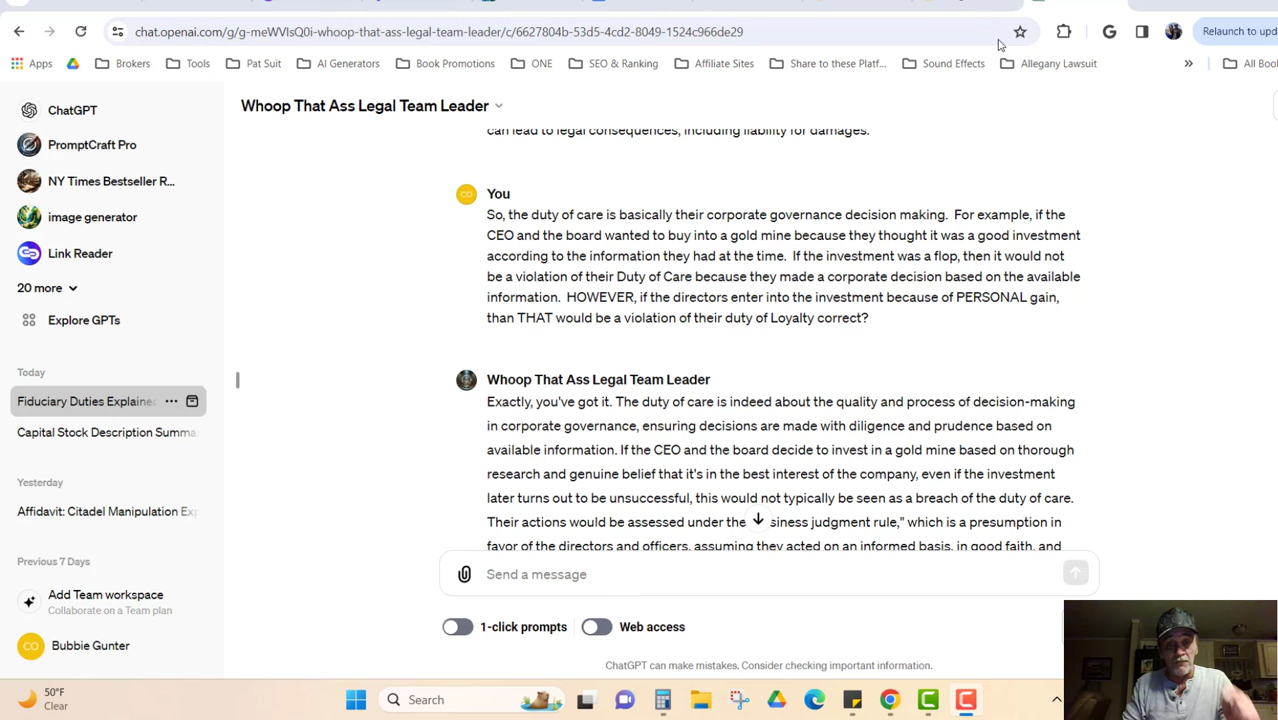 chat.openai.com/g/g-meWVIsQ0i-whoop-that-ass-legal-team-leader/c/6627804b-53d5-4cd2-8049-1524c966de29
Relaunch to upd
Apps
Brokers
Tools
Pat Suit
AI Generators
Book Promotions
ONE
SEO & Ranking
Affiliate Sites
Share to these Platf...
Sound Effects
Allegany Lawsuit
»
All Boo
ChatGPT
Whoop That Ass Legal Team Leader
can lead to legal consequences, including liability for damages.
PromptCraft Pro
NY Times Bestseller R...
image generator
Link Reader
20 more
Explore GPTs
CO
You
So, the duty of care is basically their corporate governance decision making. For example, if the
CEO and the board wanted to buy into a gold mine because they thought it was a good investment
according to the information they had at the time. If the investment was a flop, then it would not
be a violation of their Duty of Care because they made a corporate decision based on the available
information. HOWEVER, if the directors enter into the investment because of PERSONAL gain,
than THAT would be a violation of their duty of Loyalty correct?
Today
Fiduciary Duties Explained
Capital Stock Description Summa
Yesterday
Affidavit: Citadel Manipulation Exp
Previous 7 Days
Add Team workspace
Collaborate on a Team plan
CO
Bubbie Gunter
Whoop That Ass Legal Team Leader
Exactly, you've got it. The duty of care is indeed about the quality and process of decision-making
in corporate governance, ensuring decisions are made with diligence and prudence based on
available information. If the CEO and the board decide to invest in a gold mine based on thorough
research and genuine belief that it's in the best interest of the company, even if the investment
later turns out to be unsuccessful, this would not typically be seen as a breach of the duty of care.
Their actions would be assessed under the siness judgment rule," which is a presumption in
favor of the directors and officers, assuming they acted on an informed basis, in good faith, and
Send a message
1-click prompts
Web access
ChatGPT can make mistakes. Consider checking important information.
50°F
Clear
Search